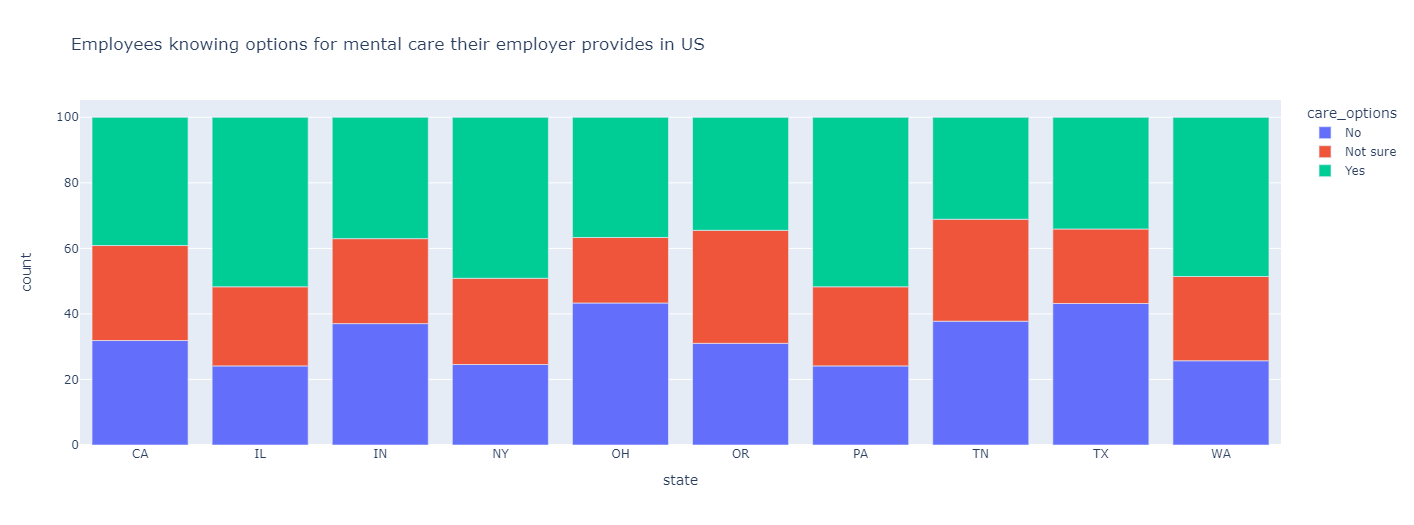 Employees knowing options for mental care their employer provides in US
care_options
No
Not sure
Yes
count
100
80
60
40
20
0
CA IL IN NY OH OR PA TN TX WA
state